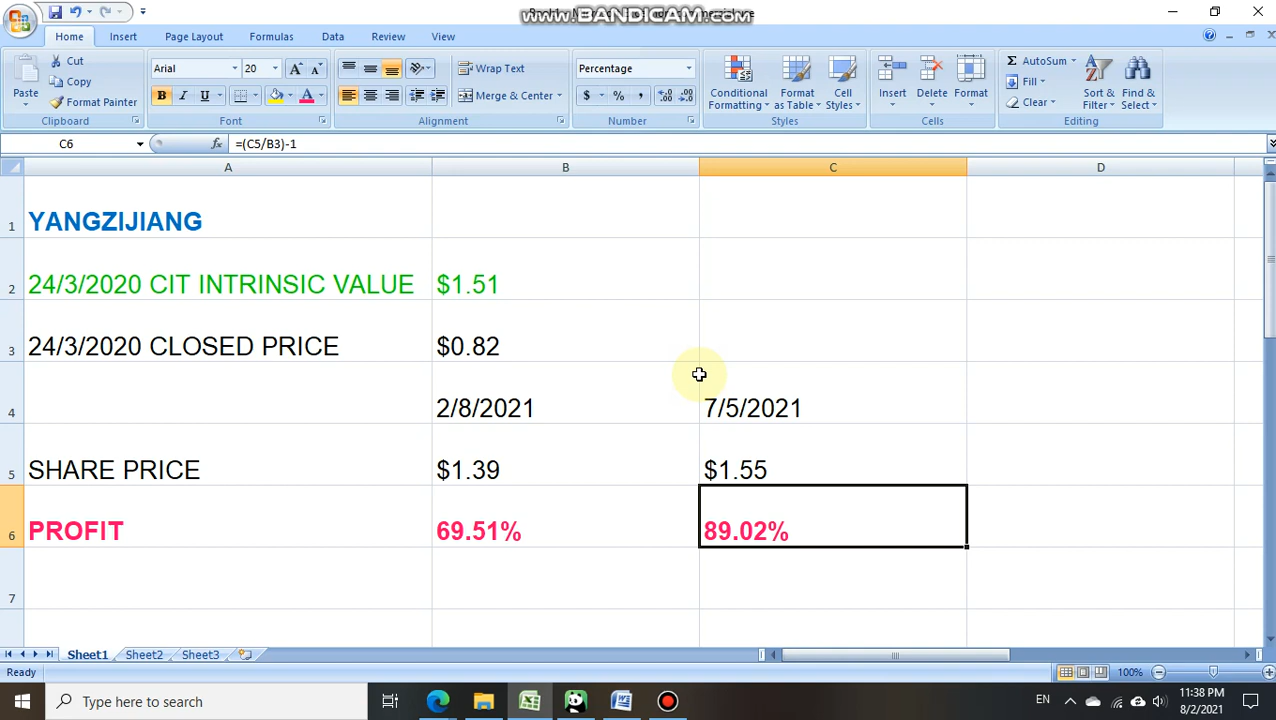 www.BANDICAM.com
Home Insert Page Layout Formulas Data Review View
Paste Cut Copy Format Painter Clipboard
Arial 20 A A B I U A Font
Wrap Text Merge & Center Alignment
Percentage $ % , Number
Conditional Formatting Format as Table Cell Styles Styles
Insert Delete Format Cells
AutoSum Fill Clear Sort & Filter Find & Select Editing
C6 fx =(C5/B3)-1
A B C D
1 YANGZIJIANG
2 24/3/2020 CIT INTRINSIC VALUE $1.51
3 24/3/2020 CLOSED PRICE $0.82
4 2/8/2021 7/5/2021
5 SHARE PRICE $1.39 $1.55
6 PROFIT 69.51% 89.02%
7
Sheet1 Sheet2 Sheet3
Ready 100%
Type here to search EN 11:38 PM
8/2/2021